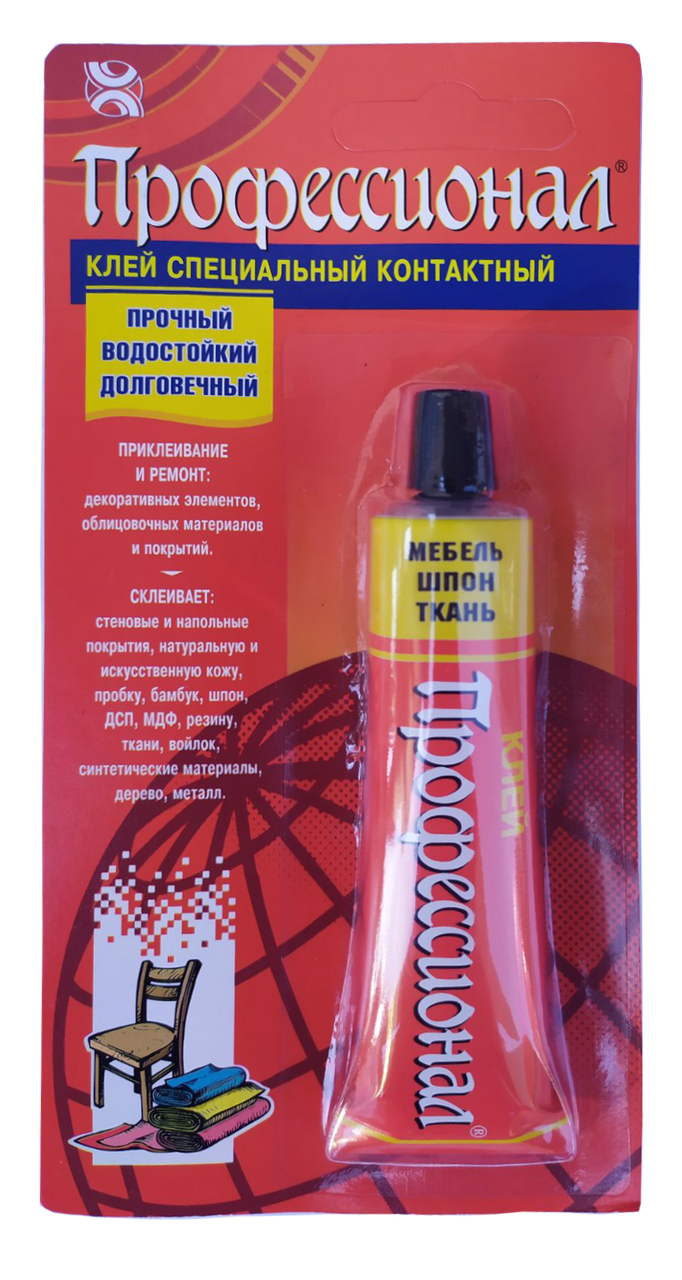 Профессионал®
КЛЕЙ СПЕЦИАЛЬНЫЙ КОНТАКТНЫЙ
ПРОЧНЫЙ
ВОДОСТОЙКИЙ
ДОЛГОВЕЧНЫЙ
ПРИКЛЕИВАНИЕ
И РЕМОНТ:
декоративных элементов,
облицовочных материалов
и покрытий.
СКЛЕИВАЕТ:
стеновые и напольные
покрытия, натуральную и
искусственную кожу,
пробку, бамбук, шпон,
ДСП, МДФ, резину,
ткани, войлок,
синтетические материалы,
дерево, металл.
МЕБЕЛЬ
ШПОН
ТКАНЬ
КЛЕЙ
Профессионал®